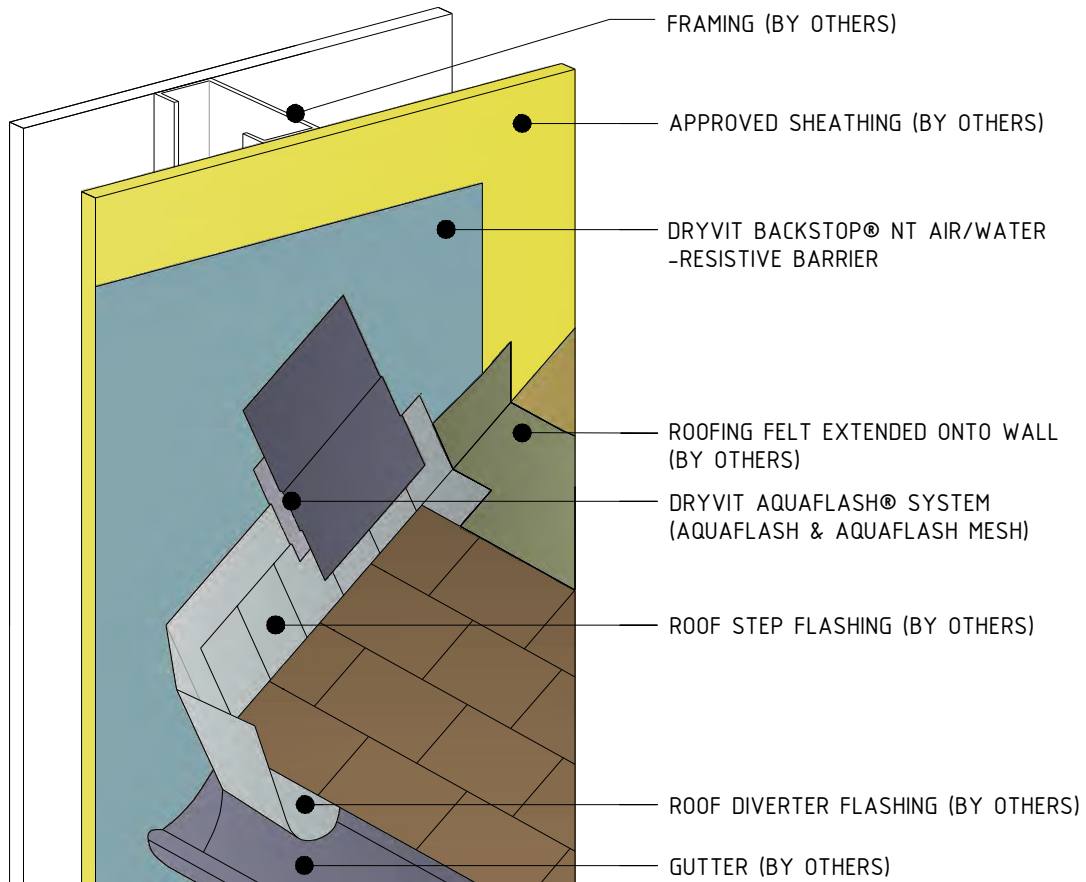 FRAMING (BY OTHERS)
APPROVED SHEATHING (BY OTHERS)
DRYVIT BACKSTOP® NT AIR/WATER
-RESISTIVE BARRIER
ROOFING FELT EXTENDED ONTO WALL
(BY OTHERS)
DRYVIT AQUAFLASH® SYSTEM
(AQUAFLASH & AQUAFLASH MESH)
ROOF STEP FLASHING (BY OTHERS)
ROOF DIVERTER FLASHING (BY OTHERS)
GUTTER (BY OTHERS)